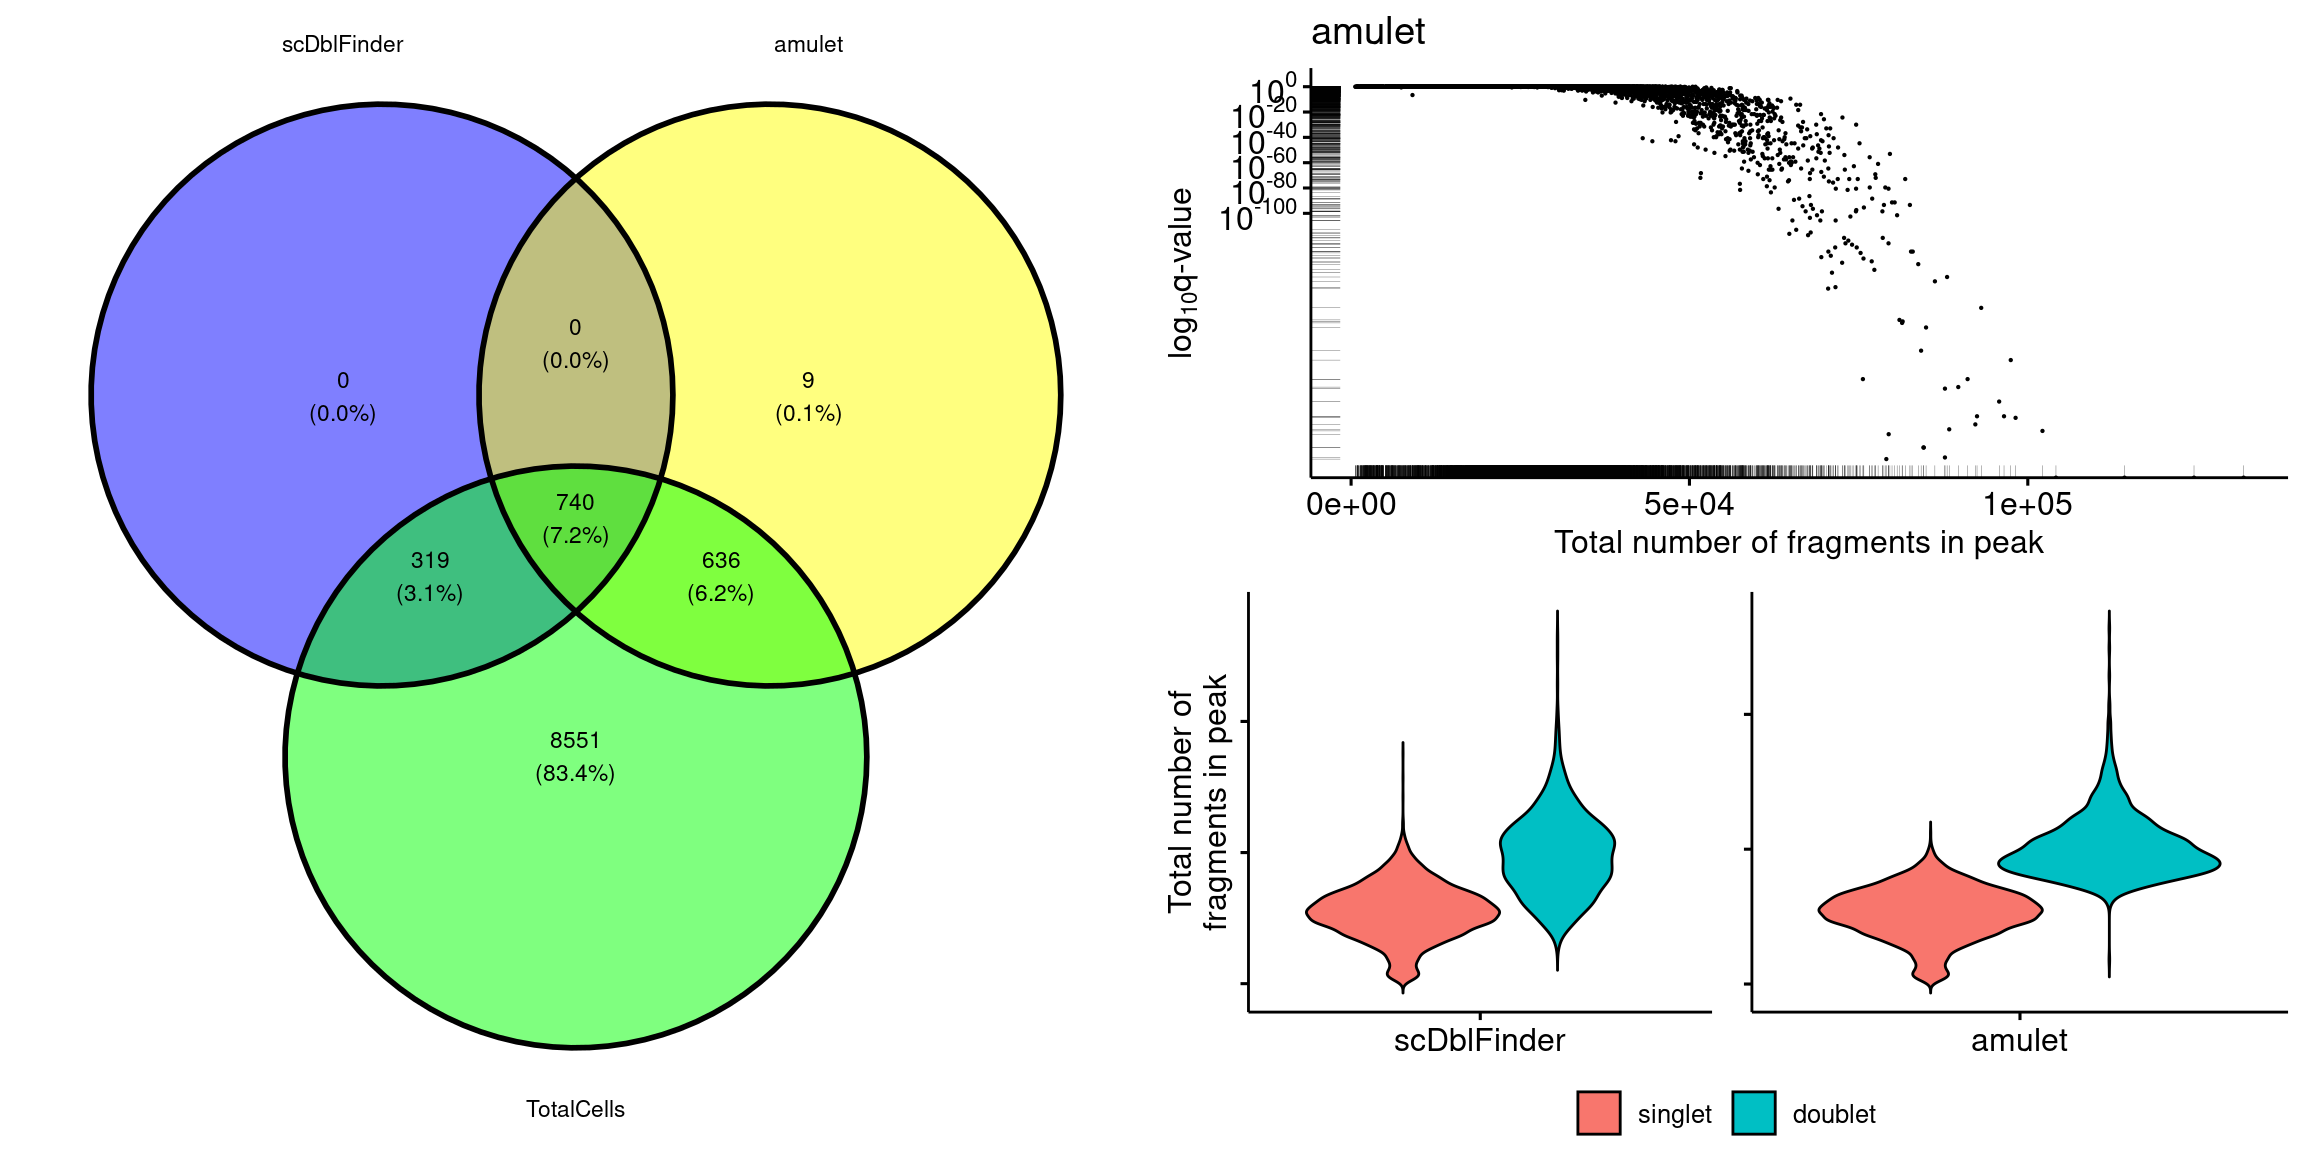 scDblFinder
amulet
0
(0.0%)
0
(0.0%)
9
(0.1%)
740
(7.2%)
319
(3.1%)
636
(6.2%)
8551
(83.4%)
TotalCells
amulet
log₁₀q-value
10⁰
10⁻²⁰
10⁻⁴⁰
10⁻⁶⁰
10⁻⁸⁰
10⁻¹⁰⁰
0e+00 5e+04 1e+05
Total number of fragments in peak
Total number of
fragments in peak
scDblFinder
amulet
singlet doublet